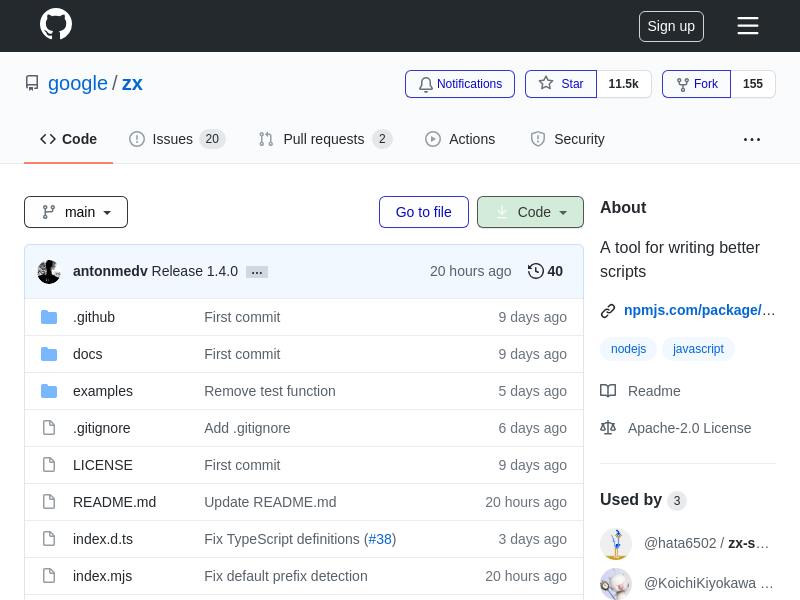 Sign up
google / zx
Notifications
Star 11.5k
Fork 155
Code
Issues 20
Pull requests 2
Actions
Security
main
Go to file
Code
antonmedv Release 1.4.0 ... 20 hours ago 40
.github First commit 9 days ago
docs First commit 9 days ago
examples Remove test function 5 days ago
.gitignore Add .gitignore 6 days ago
LICENSE First commit 9 days ago
README.md Update README.md 20 hours ago
index.d.ts Fix TypeScript definitions (#38) 3 days ago
index.mjs Fix default prefix detection 20 hours ago
About
A tool for writing better
scripts
npmjs.com/package/...
nodejs javascript
Readme
Apache-2.0 License
Used by 3
@hata6502 / zx-s...
@KoichiKiyokawa ...